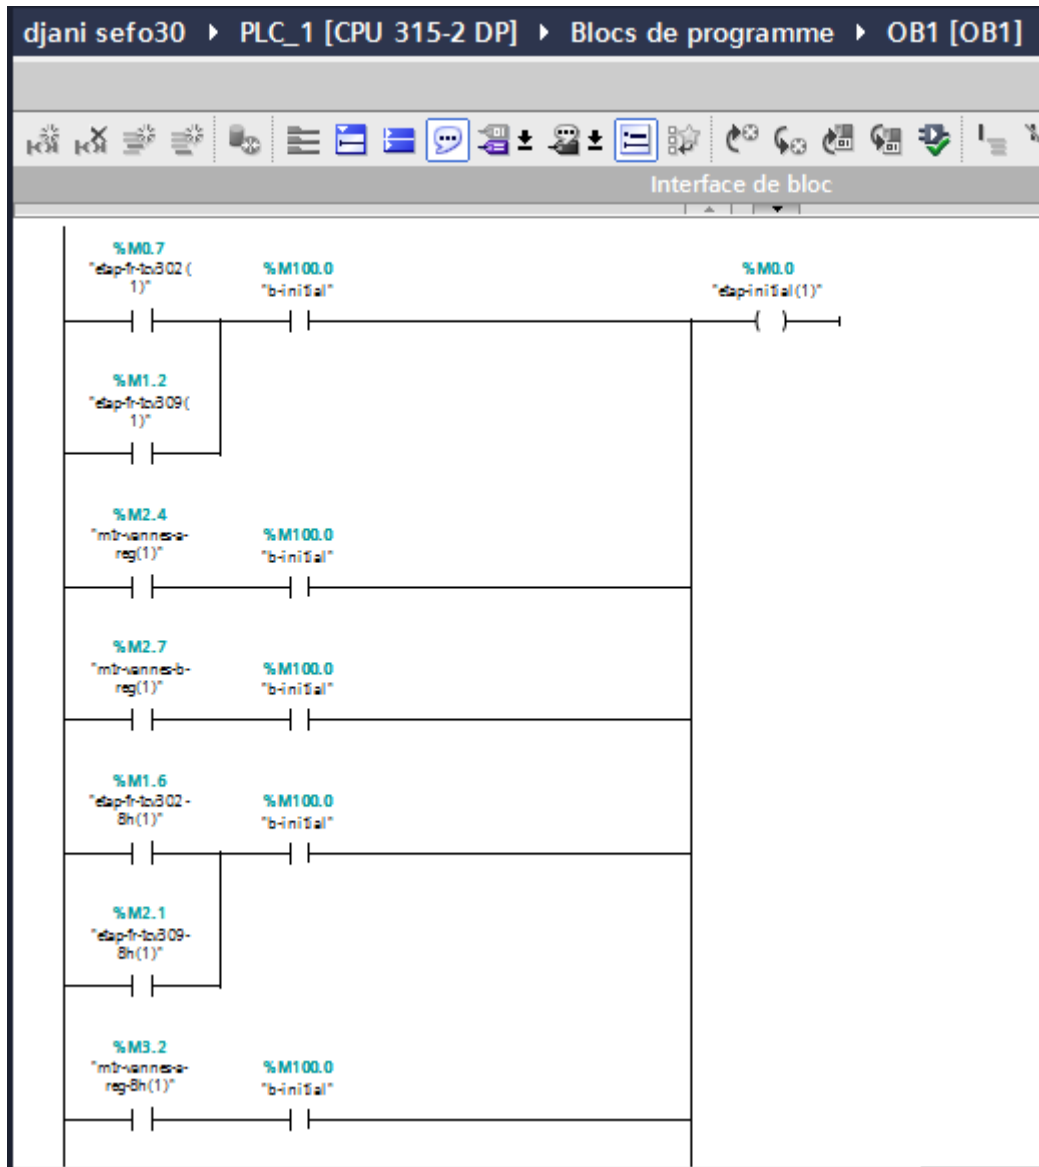 djani sefo30 ▸ PLC_1 [CPU 315-2 DP] ▸ Blocs de programme ▸ OB1 [OB1]
Interface de bloc
%M0.7
"etap-fr-tcv302(
1)"
%M100.0
"b-initial"
%M0.0
"etap-initial(1)"
%M1.2
"etap-fr-tcv309(
1)"
%M2.4
"mtr-vannes-a-
reg(1)"
%M100.0
"b-initial"
%M2.7
"mtr-vannes-b-
reg(1)"
%M100.0
"b-initial"
%M1.6
"etap-fr-tcv302-
8h(1)"
%M100.0
"b-initial"
%M2.1
"etap-fr-tcv309-
8h(1)"
%M3.2
"mtr-vannes-a-
reg-8h(1)"
%M100.0
"b-initial"